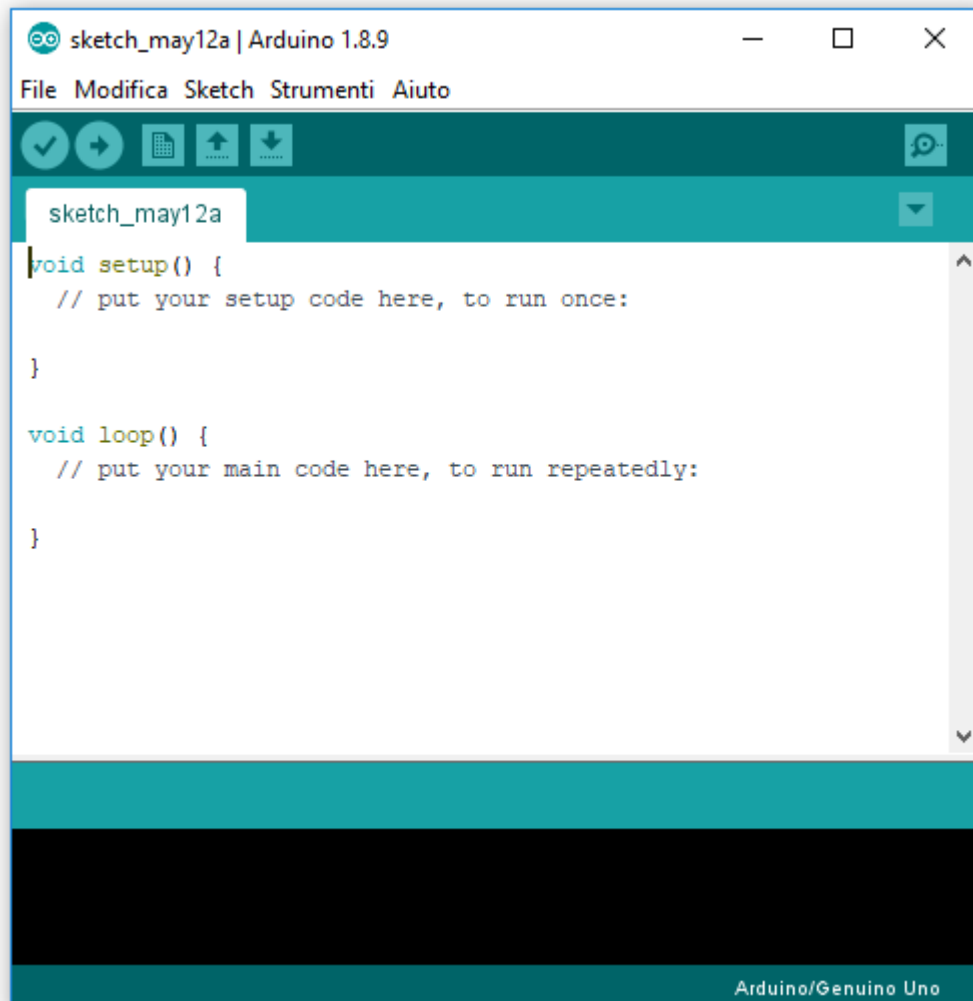 sketch_may12a | Arduino 1.8.9
File Modifica Sketch Strumenti Aiuto
sketch_may12a
void setup() {
  // put your setup code here, to run once:
}
void loop() {
  // put your main code here, to run repeatedly:
}
Arduino/Genuino Uno